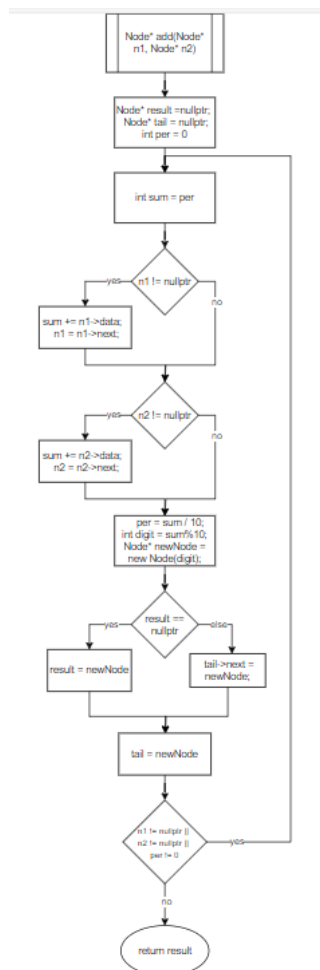 Node* add(Node*
n1, Node* n2)
Node* result =nullptr;
Node* tail = nullptr;
int per = 0
int sum = per
n1 != nullptr
yes
no
sum += n1->data;
n1 = n1->next;
n2 != nullptr
yes
no
sum += n2->data;
n2 = n2->next;
per = sum / 10;
int digit = sum%10;
Node* newNode =
new Node(digit);
result ==
nullptr
yes
else
result = newNode
tail->next =
newNode;
tail = newNode
n1 != nullptr ||
n2 != nullptr ||
per != 0
yes
no
return result